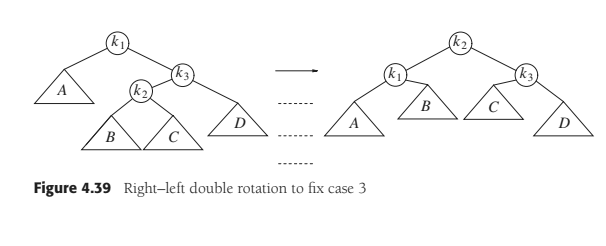 k1 k2
k3 k1 k3
A k2 B C
B C D A D
Figure 4.39 Right–left double rotation to fix case 3